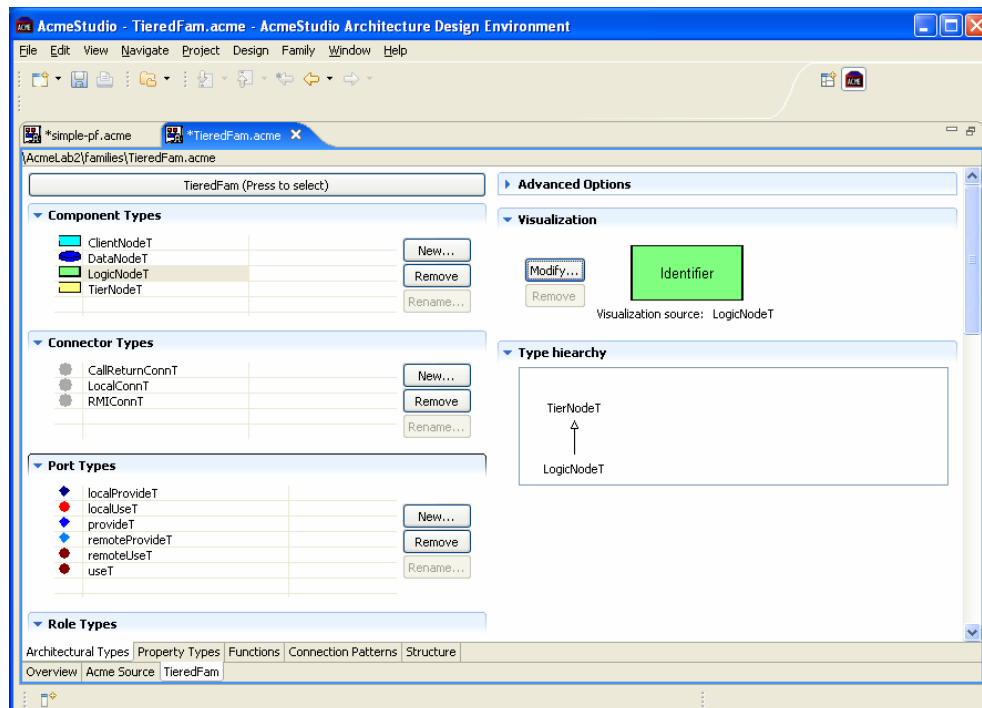 AcmeStudio - TieredFam.acme - AcmeStudio Architecture Design Environment
File Edit View Navigate Project Design Family Window Help
ACME
*simple-pf.acme *TieredFam.acme
\AcmeLab2\families\TieredFam.acme
TieredFam (Press to select)
Component Types
ClientNodeT
DataNodeT
LogicNodeT
TierNodeT
New...
Remove
Rename...
Connector Types
CallReturnConnT
LocalConnT
RMIConnT
New...
Remove
Rename...
Port Types
localProvideT
localUseT
provideT
remoteProvideT
remoteUseT
useT
New...
Remove
Rename...
Role Types
Advanced Options
Visualization
Modify...
Remove
Identifier
Visualization source: LogicNodeT
Type hiearchy
TierNodeT
LogicNodeT
Architectural Types Property Types Functions Connection Patterns Structure
Overview Acme Source TieredFam